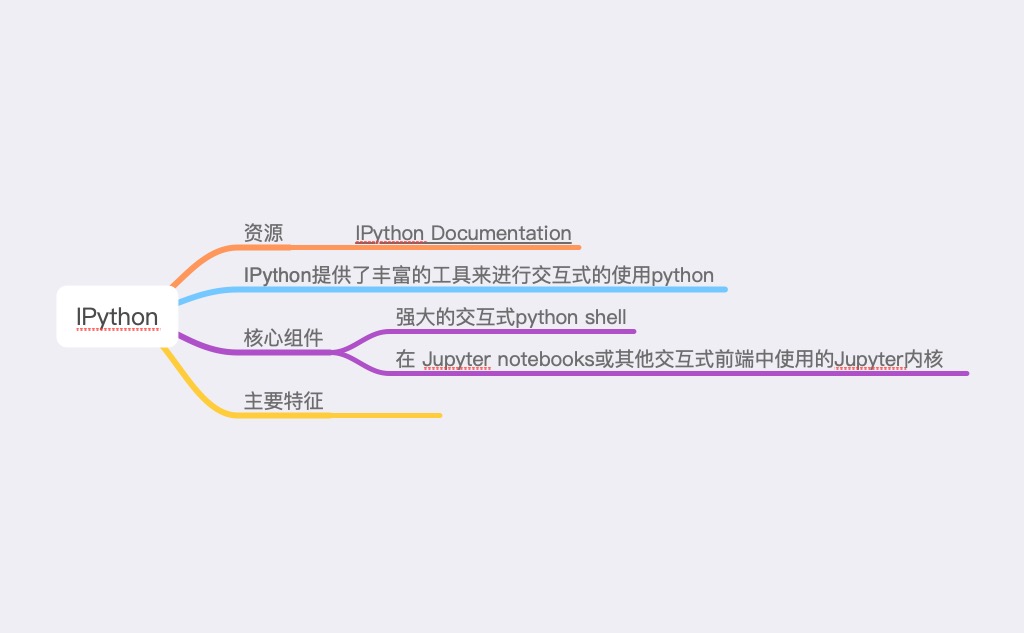 资源
IPython Documentation
IPython提供了丰富的工具来进行交互式的使用python
强大的交互式python shell
IPython
核心组件
在 Jupyter notebooks或其他交互式前端中使用的Jupyter内核
主要特征